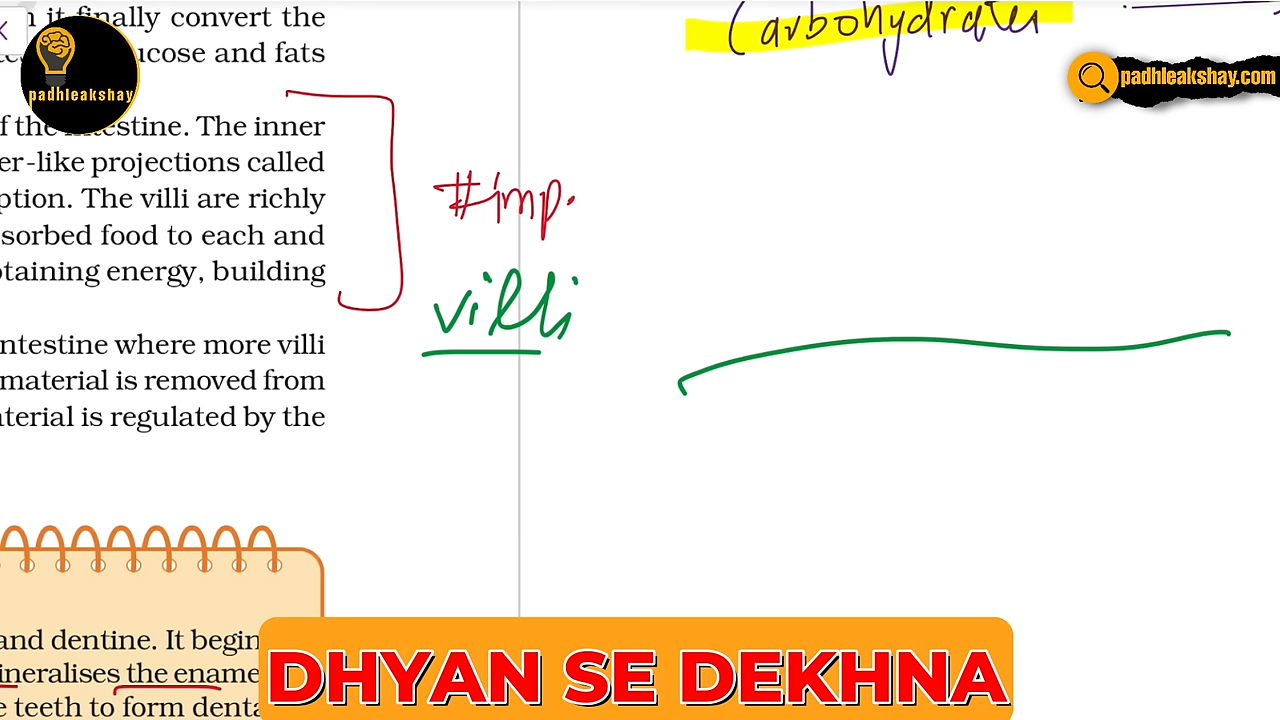 it finally convert the
ucose and fats
padhleakshay
f the intestine. The inner
er-like projections called
ption. The villi are richly
sorbed food to each and
otaining energy, building
ntestine where more villi
material is removed from
aterial is regulated by the
and dentine. It begin
ineralises the ename
e teeth to form denta
#imp.
villi
Carbohydrates
padhleakshay.com
DHYAN SE DEKHNA